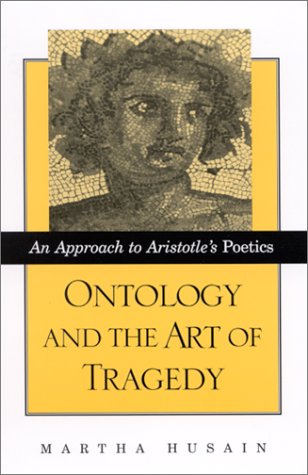 An Approach to Aristotle's Poetics
ONTOLOGY
AND THE ART OF
TRAGEDY
MARTHA HUSAIN